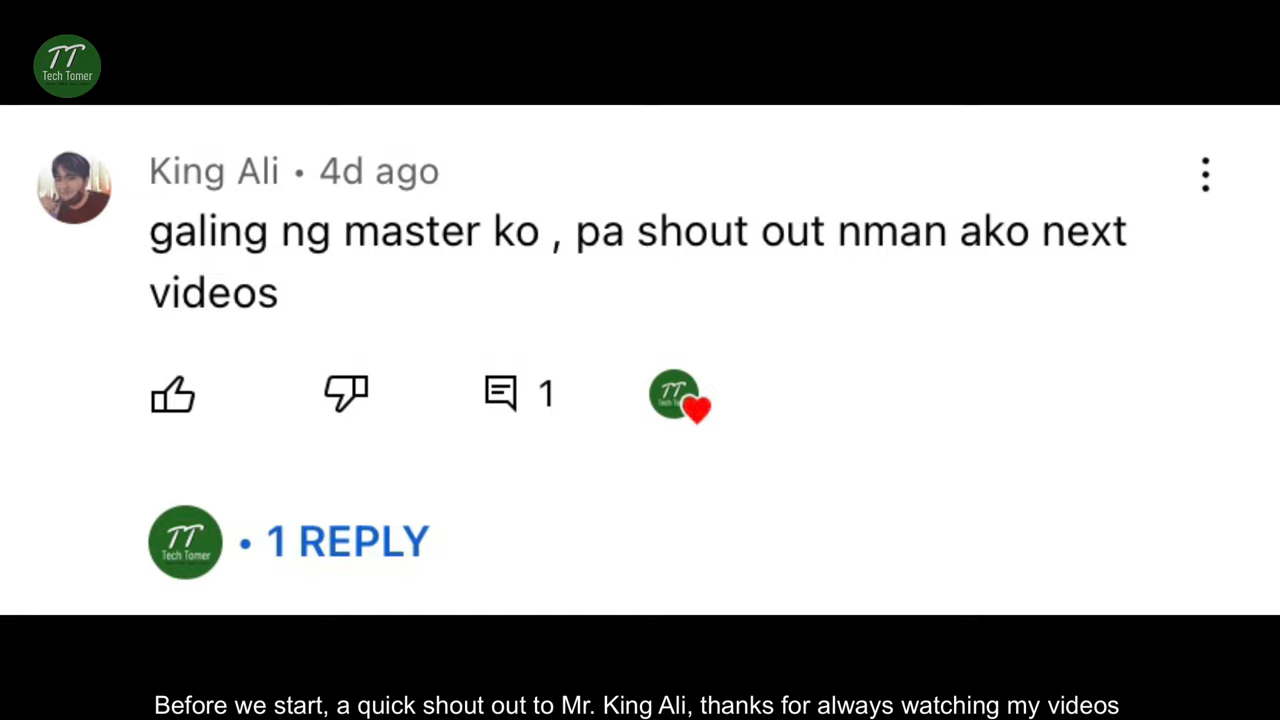 TT
Tech Tomer
King Ali • 4d ago
galing ng master ko , pa shout out nman ako next
videos
1
TT
TT
Tech Tomer
• 1 REPLY
Before we start, a quick shout out to Mr. King Ali, thanks for always watching my videos